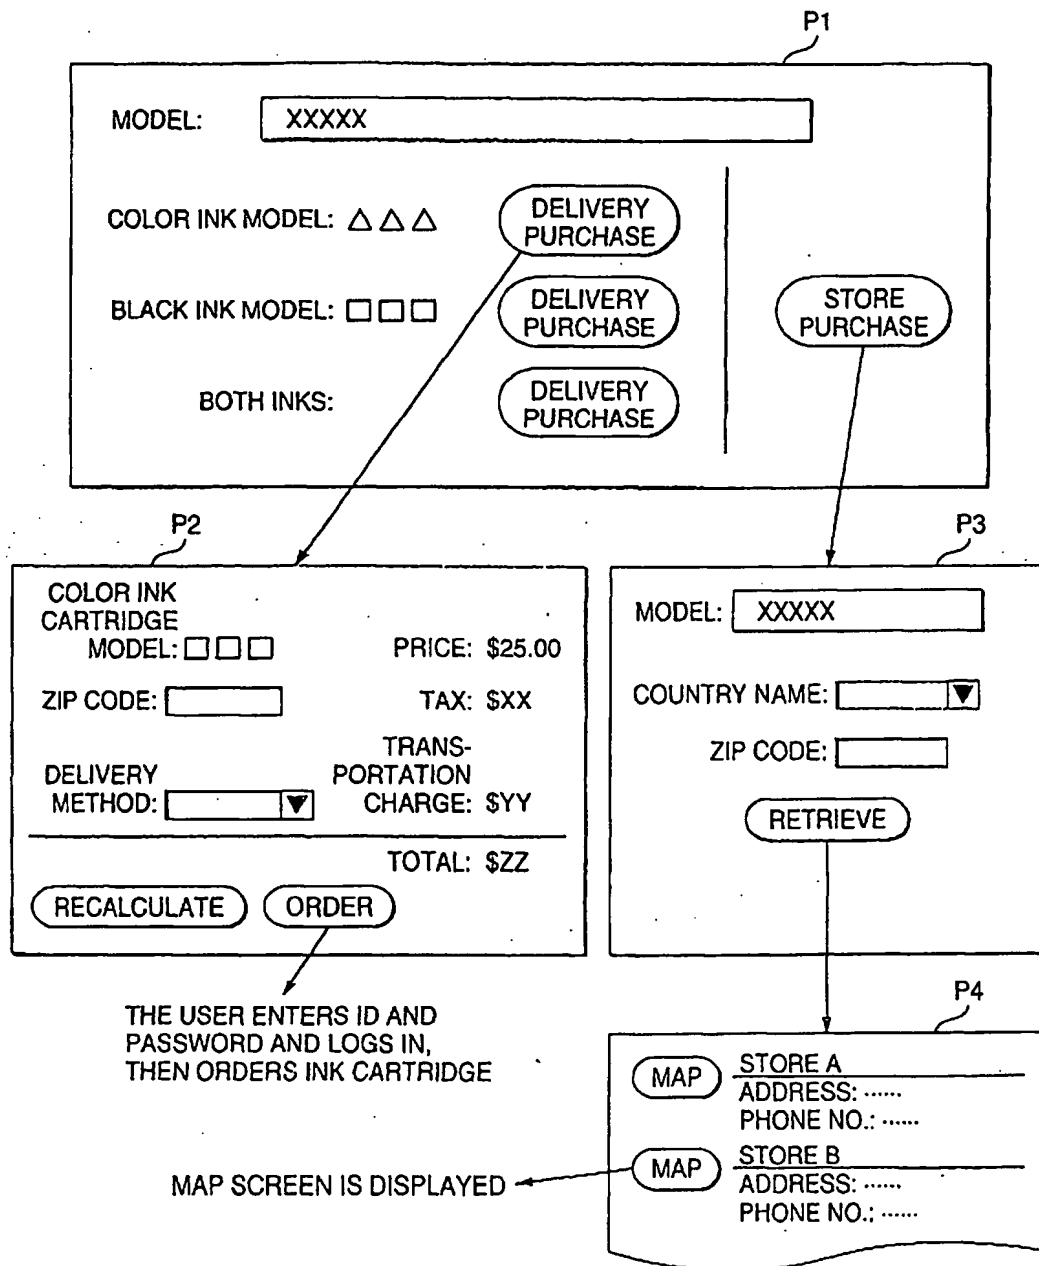 P1
MODEL: XXXXX
COLOR INK MODEL: △△△
DELIVERY
PURCHASE
BLACK INK MODEL: □□□
DELIVERY
PURCHASE
STORE
PURCHASE
BOTH INKS:
DELIVERY
PURCHASE
P2
COLOR INK
CARTRIDGE
MODEL: □□□
PRICE: $25.00
ZIP CODE:
TAX: $XX
DELIVERY
METHOD:
TRANS-
PORTATION
CHARGE: $YY
TOTAL: $ZZ
RECALCULATE
ORDER
THE USER ENTERS ID AND
PASSWORD AND LOGS IN,
THEN ORDERS INK CARTRIDGE
P3
MODEL: XXXXX
COUNTRY NAME: ▼
ZIP CODE:
RETRIEVE
P4
MAP
STORE A
ADDRESS: ......
PHONE NO.: ......
MAP
STORE B
ADDRESS: ......
PHONE NO.: ......
MAP SCREEN IS DISPLAYED